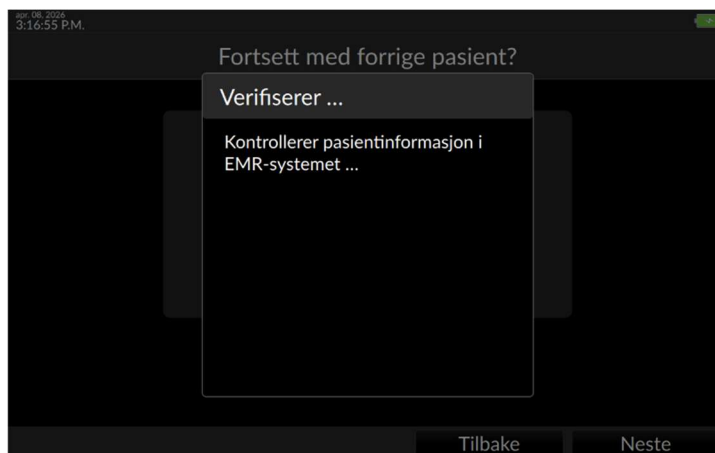 apr. 08, 2026
3:16:55 P.M.
Fortsett med forrige pasient?
Verifiserer ...
Kontrollerer pasientinformasjon i
EMR-systemet ...
Tilbake
Neste